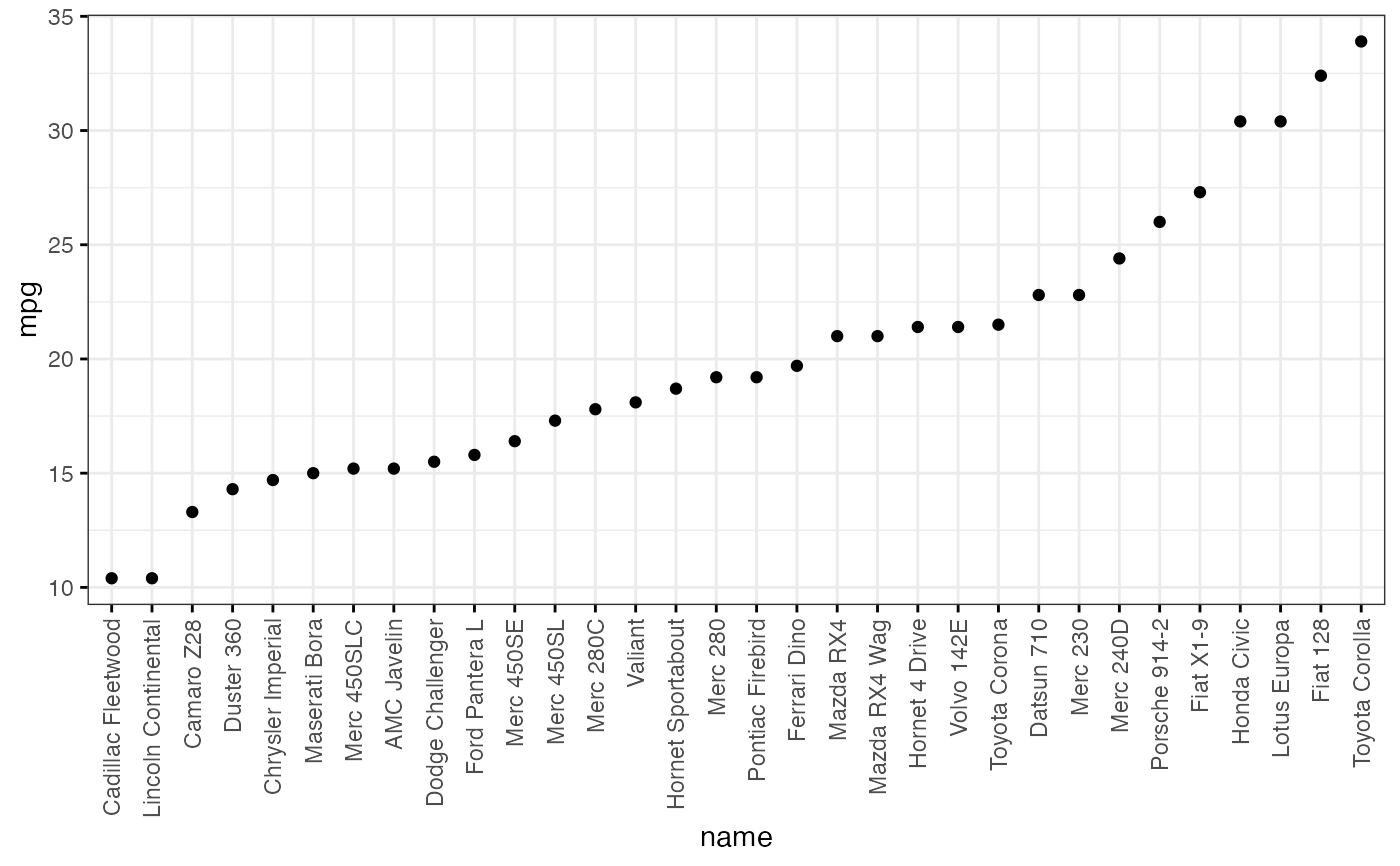 35
30
25
20
15
10
mpg
Cadillac Fleetwood
Lincoln Continental
Camaro Z28
Duster 360
Chrysler Imperial
Maserati Bora
Merc 450SLC
AMC Javelin
Dodge Challenger
Ford Pantera L
Merc 450SE
Merc 450SL
Merc 280C
Valiant
Hornet Sportabout
Merc 280
Pontiac Firebird
Ferrari Dino
Mazda RX4
Mazda RX4 Wag
Hornet 4 Drive
Volvo 142E
Toyota Corona
Datsun 710
Merc 230
Merc 240D
Porsche 914-2
Fiat X1-9
Honda Civic
Lotus Europa
Fiat 128
Toyota Corolla
name